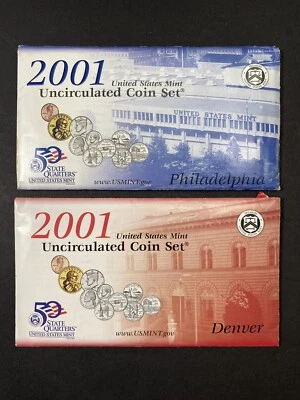 2001
United States Mint
Uncirculated Coin Set®
UNITED STATES MINT
50
STATE
QUARTERS
UNITED STATES MINT
www.USMINT.gov
Philadelphia
2001
United States Mint
Uncirculated Coin Set®
50
STATE
QUARTERS
UNITED STATES MINT
www.USMINT.gov
Denver